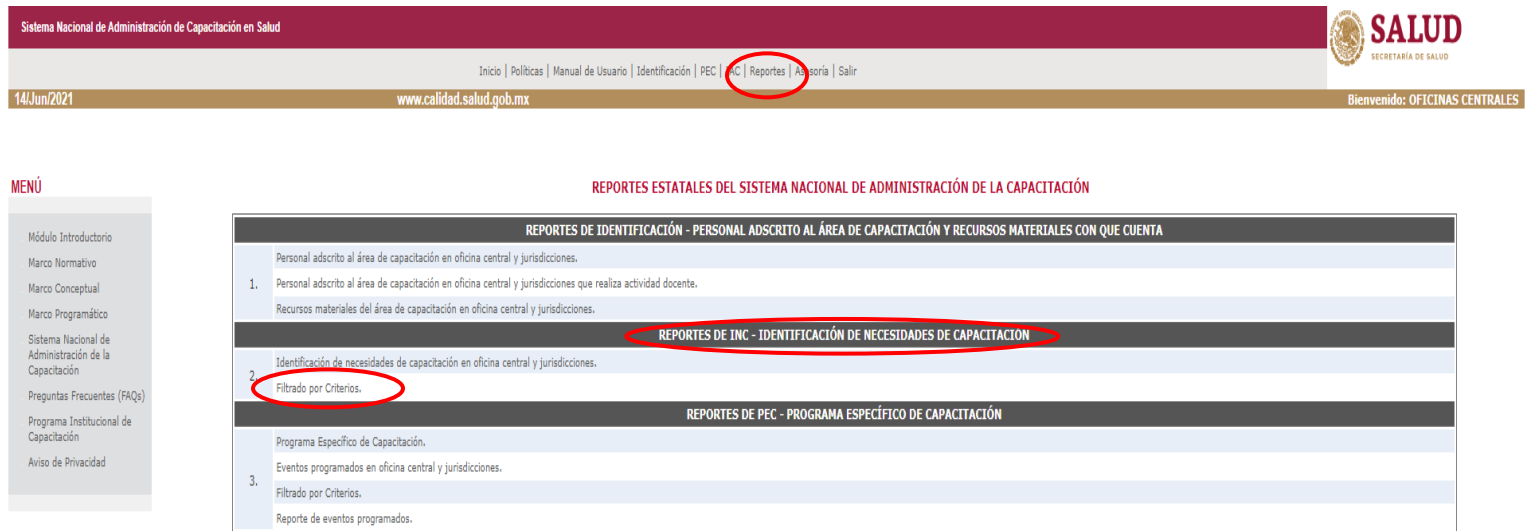 Sistema Nacional de Administración de Capacitación en Salud
SALUD
SECRETARÍA DE SALUD
Inicio | Políticas | Manual de Usuario | Identificación | PEC | PAC | Reportes | Asesoría | Salir
14/Jun/2021 www.calidad.salud.gob.mx Bienvenido: OFICINAS CENTRALES
MENÚ
Módulo Introductorio
Marco Normativo
Marco Conceptual
Marco Programático
Sistema Nacional de
Administración de la
Capacitación
Preguntas Frecuentes (FAQs)
Programa Institucional de
Capacitación
Aviso de Privacidad
REPORTES ESTATALES DEL SISTEMA NACIONAL DE ADMINISTRACIÓN DE LA CAPACITACIÓN
REPORTES DE IDENTIFICACIÓN - PERSONAL ADSCRITO AL ÁREA DE CAPACITACIÓN Y RECURSOS MATERIALES CON QUE CUENTA
Personal adscrito al área de capacitación en oficina central y jurisdicciones.
1. Personal adscrito al área de capacitación en oficina central y jurisdicciones que realiza actividad docente.
Recursos materiales del área de capacitación en oficina central y jurisdicciones.
REPORTES DE INC - IDENTIFICACIÓN DE NECESIDADES DE CAPACITACIÓN
2. Identificación de necesidades de capacitación en oficina central y jurisdicciones.
Filtrado por Criterios.
REPORTES DE PEC - PROGRAMA ESPECÍFICO DE CAPACITACIÓN
Programa Específico de Capacitación.
Eventos programados en oficina central y jurisdicciones.
3.
Filtrado por Criterios.
Reporte de eventos programados.